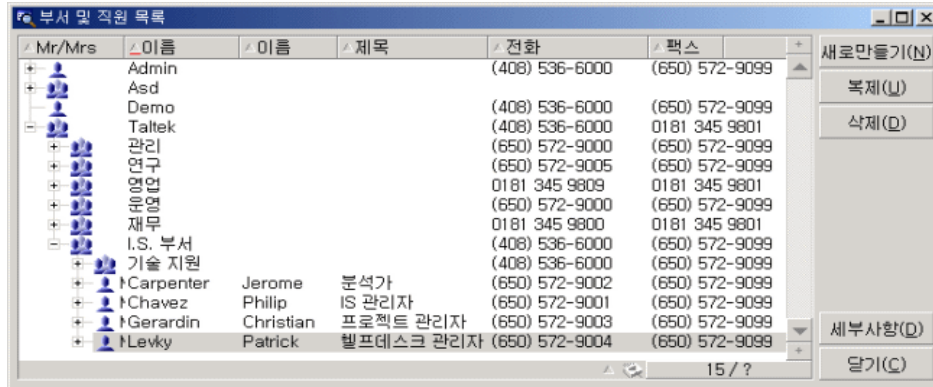 부서 및 직원 목록
Mr/Mrs 이름 이름 제목 전화 팩스
Admin (408) 536-6000 (650) 572-9099
Asd
Demo (408) 536-6000 (650) 572-9099
Taltek (408) 536-6000 0181 345 9801
관리 (650) 572-9000 (650) 572-9099
연구 (650) 572-9005 (650) 572-9099
영업 0181 345 9809 0181 345 9801
운영 (650) 572-9000 (650) 572-9099
재무 0181 345 9800 0181 345 9801
I.S. 부서 (408) 536-6000 (650) 572-9099
기술 지원 (408) 536-6000 (650) 572-9099
Carpenter Jerome 분석가 (650) 572-9002 (650) 572-9099
Chavez Philip IS 관리자 (650) 572-9001 (650) 572-9099
Gerardin Christian 프로젝트 관리자 (650) 572-9003 (650) 572-9099
Levky Patrick 헬프데스크 관리자 (650) 572-9004 (650) 572-9099
15 / ?
새로만들기(N)
복제(U)
삭제(D)
세부사항(D)
닫기(C)